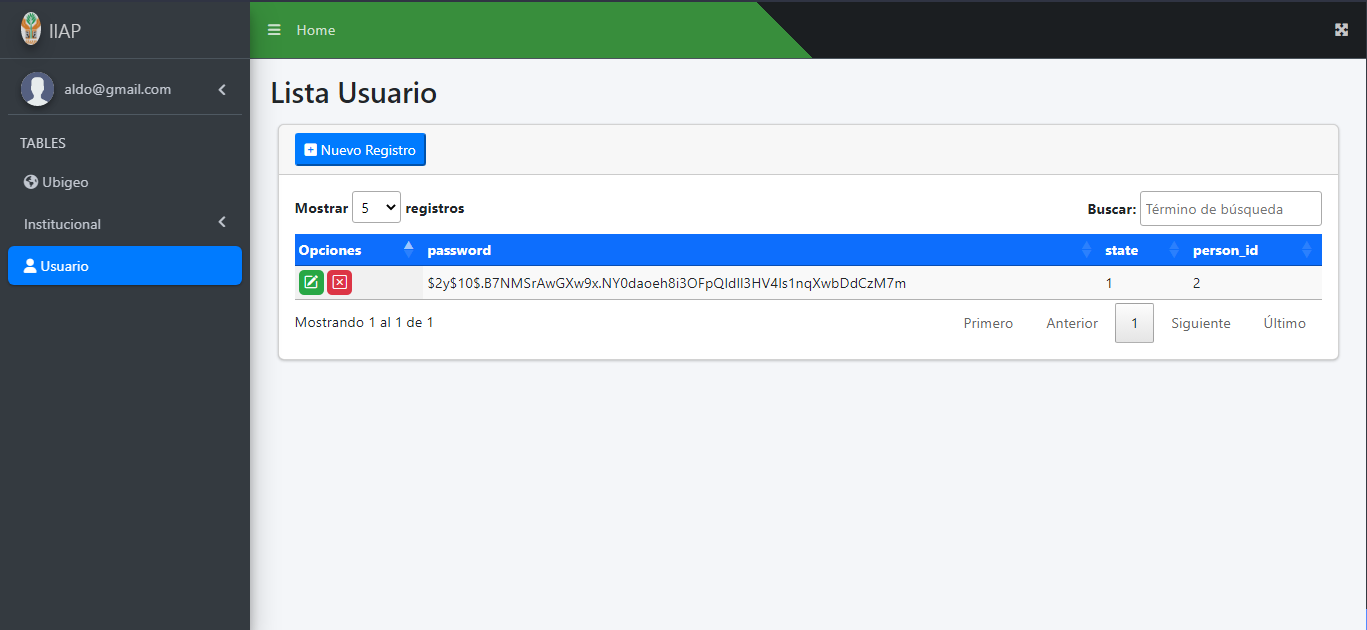 IIAP
Home
aldo@gmail.com
Lista Usuario
TABLES
Nuevo Registro
Ubigeo
Mostrar 5 registros
Buscar: Término de búsqueda
Institucional
Opciones password state person_id
Usuario
$2y$10$.B7NMSrAwGXw9x.NY0daoeh8i3OFpQIdII3HV4Is1nqXwbDdCzM7m 1 2
Mostrando 1 al 1 de 1
Primero Anterior 1 Siguiente Último